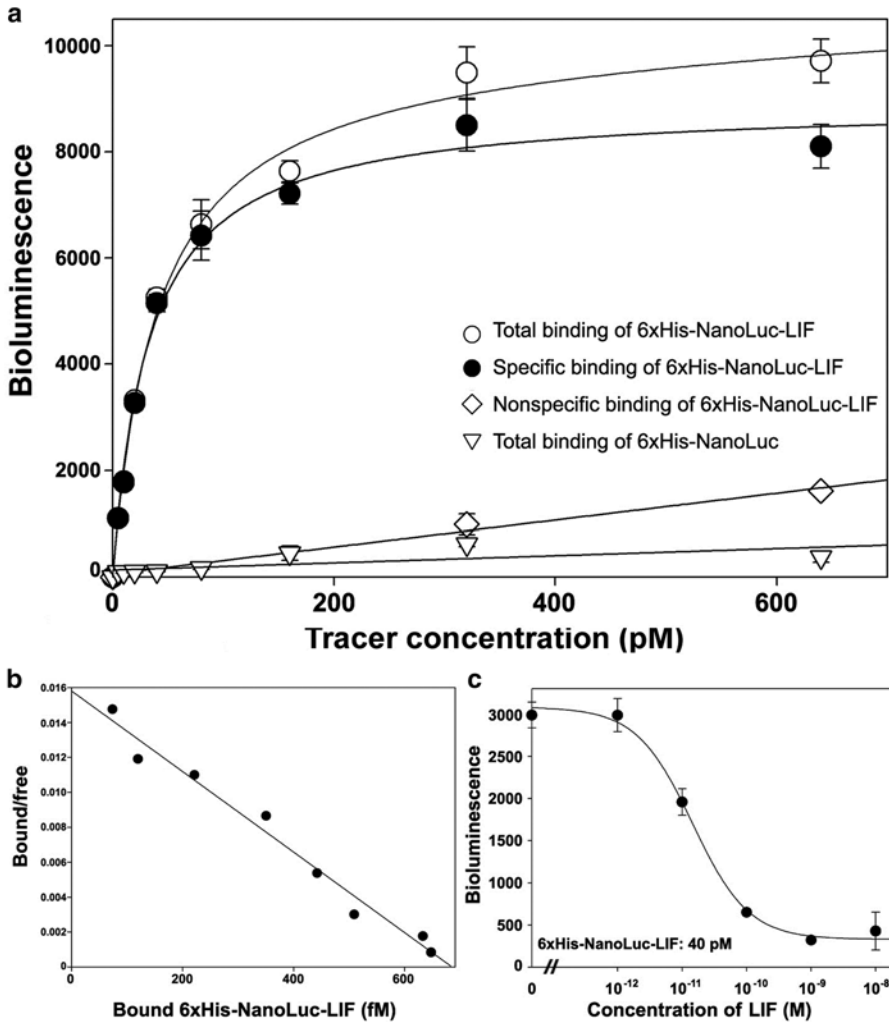 a
10000
8000
6000
4000
2000
0
Bioluminescence
Total binding of 6xHis-NanoLuc-LIF
Specific binding of 6xHis-NanoLuc-LIF
Nonspecific binding of 6xHis-NanoLuc-LIF
Total binding of 6xHis-NanoLuc
0 200 400 600
Tracer concentration (pM)
b
0.016
0.014
0.012
0.010
0.008
0.006
0.004
0.002
0
Bound/free
0 200 400 600
Bound 6xHis-NanoLuc-LIF (fM)
c
3000
2500
2000
1500
1000
500
0
Bioluminescence
6xHis-NanoLuc-LIF: 40 pM
0 10⁻¹² 10⁻¹¹ 10⁻¹⁰ 10⁻⁹ 10⁻⁸
Concentration of LIF (M)